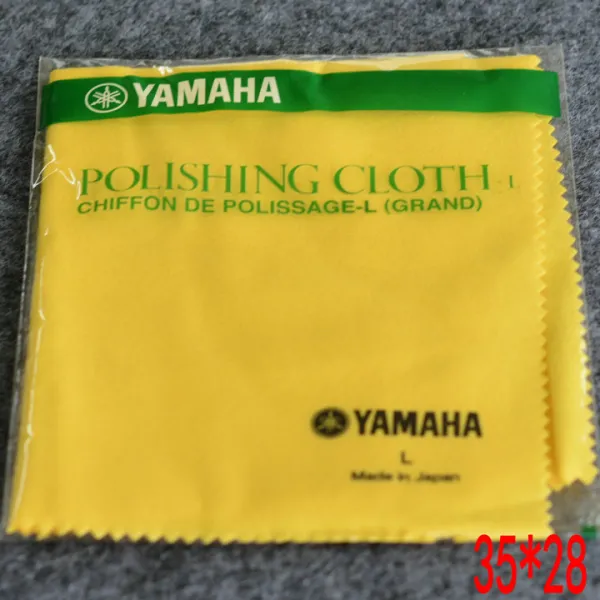 YAMAHA
POLISHING CLOTH-L
CHIFFON DE POLISSAGE-L (GRAND)
YAMAHA
L
Made in Japan
35*28